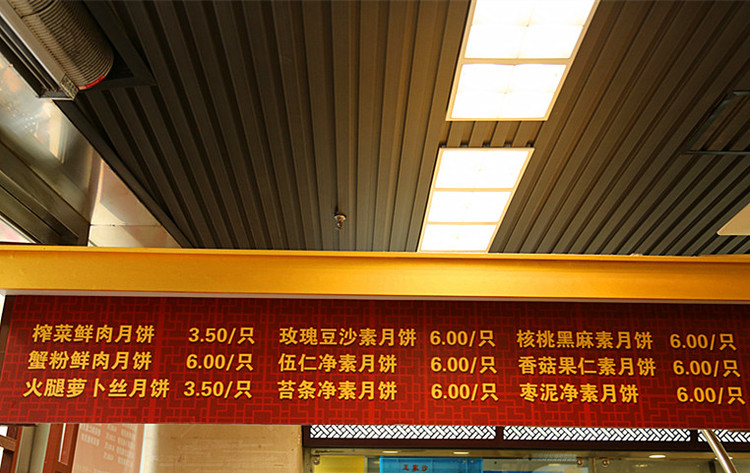 榨菜鲜肉月饼 3.50/只 玫瑰豆沙素月饼 6.00/只 核桃黑麻素月饼 6.00/只
蟹粉鲜肉月饼 6.00/只 伍仁净素月饼 6.00/只 香菇果仁素月饼 6.00/只
火腿萝卜丝月饼 3.50/只 苔条净素月饼 6.00/只 枣泥净素月饼 6.00/只